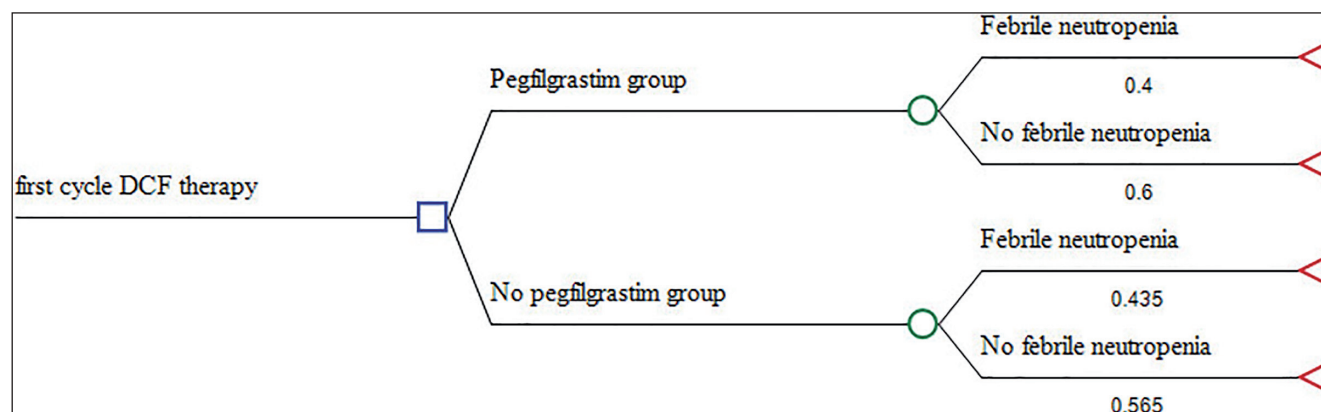 Febrile neutropenia
0.4
Pegfilgrastim group
No febrile neutropenia
0.6
first cycle DCF therapy
Febrile neutropenia
0.435
No pegfilgrastim group
No febrile neutropenia
0.565